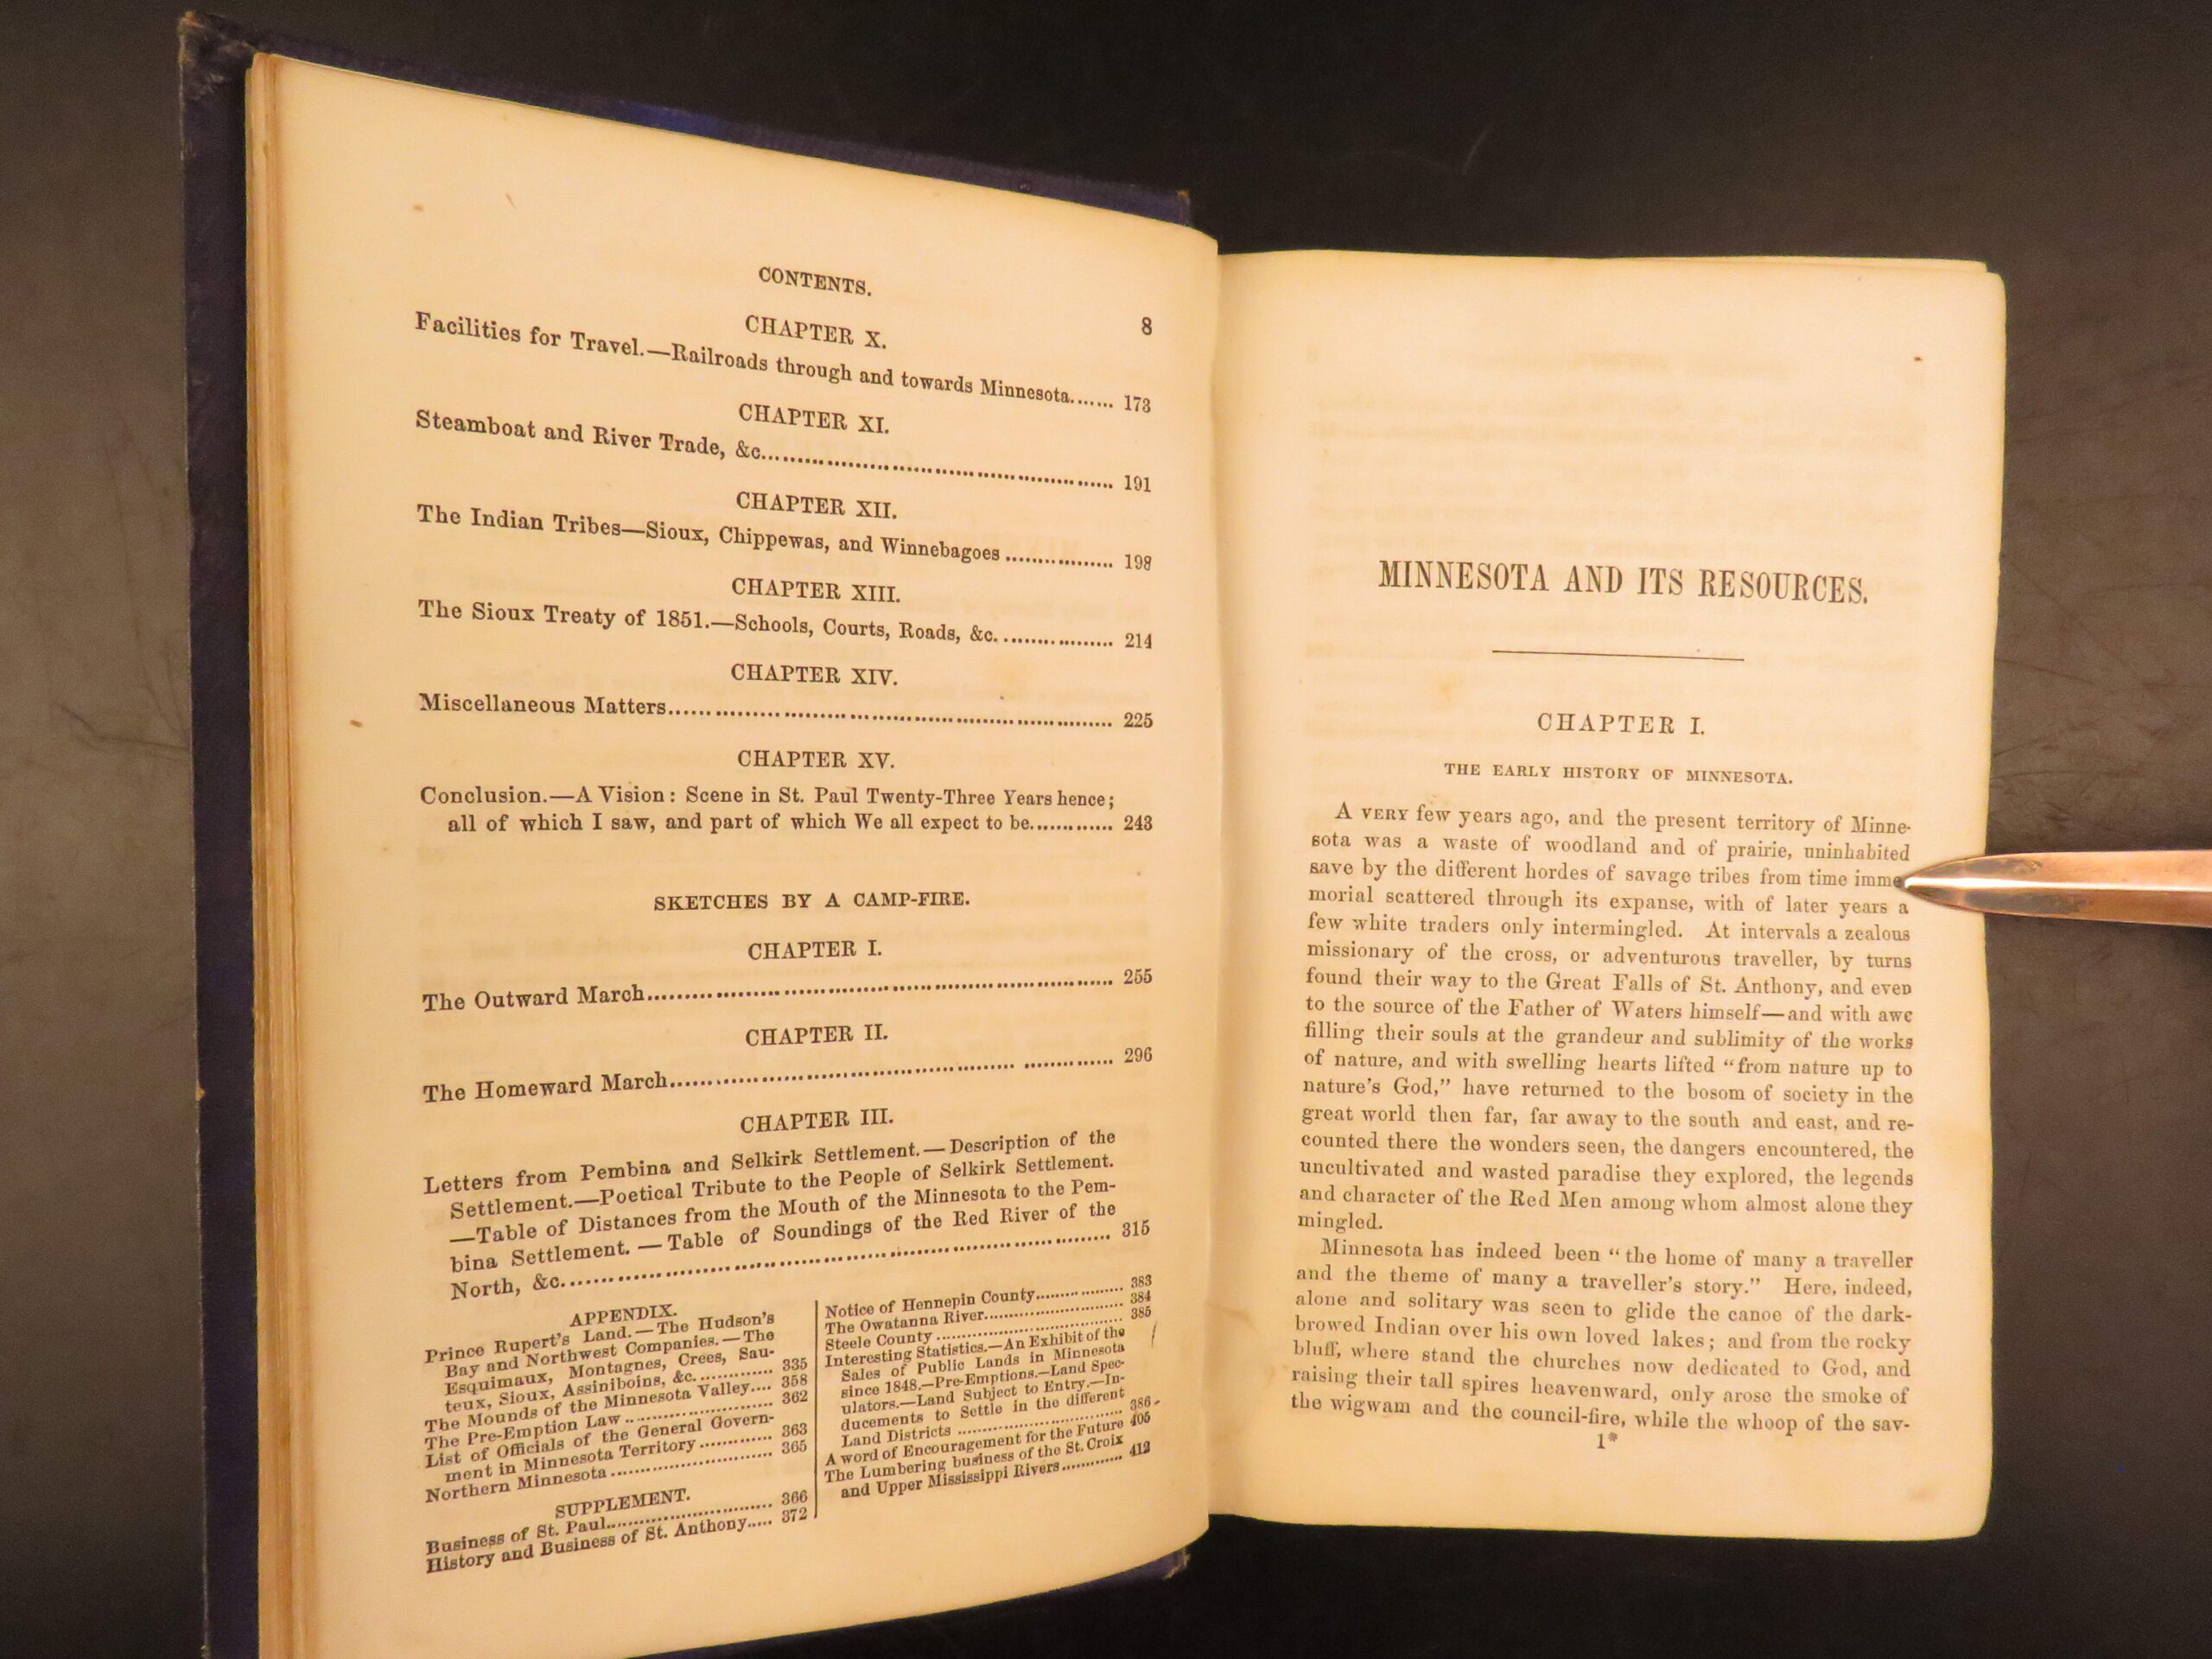 CONTENTS.
8
CHAPTER X.
Facilities for Travel.—Railroads through and towards Minnesota....... 173
CHAPTER XI.
Steamboat and River Trade, &c.................................................. 191
CHAPTER XII.
The Indian Tribes—Sioux, Chippewas, and Winnebagoes ................. 198
CHAPTER XIII.
The Sioux Treaty of 1851.—Schools, Courts, Roads, &c.................. 214
CHAPTER XIV.
Miscellaneous Matters.................................................................. 225
CHAPTER XV.
Conclusion.—A Vision: Scene in St. Paul Twenty-Three Years hence;
all of which I saw, and part of which We all expect to be............. 243
SKETCHES BY A CAMP-FIRE.
CHAPTER I.
The Outward March..................................................................... 255
CHAPTER II.
The Homeward March.................................................. ............. 296
CHAPTER III.
Letters from Pembina and Selkirk Settlement.—Description of the
Settlement.—Poetical Tribute to the People of Selkirk Settlement.
—Table of Distances from the Mouth of the Minnesota to the Pem-
bina Settlement.—Table of Soundings of the Red River of the
North, &c................................................................................ 315
APPENDIX.
Prince Rupert's Land.—The Hudson's
Bay and Northwest Companies.—The
Esquimaux, Montagnes, Crees, Sau-
teux, Sioux, Assiniboins, &c............. 335
The Mounds of the Minnesota Valley.... 358
The Pre-Emption Law ........................ 362
List of Officials of the General Govern-
ment in Minnesota Territory ............. 363
Northern Minnesota ........................... 365
SUPPLEMENT.
Business of St. Paul............................ 366
History and Business of St. Anthony..... 372
Notice of Hennepin County................. 383
The Owatanna River.......................... 384
Steele County .................................. 385
Interesting Statistics.—An Exhibit of the
Sales of Public Lands in Minnesota
since 1848.—Pre-Emptions.—Land Spec-
ulators.—Land Subject to Entry.—In-
ducements to Settle in the different
Land Districts ................................ 386
A word of Encouragement for the Future 405
The Lumbering business of the St. Croix
and Upper Mississippi Rivers............ 412
MINNESOTA AND ITS RESOURCES.
CHAPTER I.
THE EARLY HISTORY OF MINNESOTA.
A VERY few years ago, and the present territory of Minne-
sota was a waste of woodland and of prairie, uninhabited
save by the different hordes of savage tribes from time imme
morial scattered through its expanse, with of later years a
few white traders only intermingled. At intervals a zealous
missionary of the cross, or adventurous traveller, by turns
found their way to the Great Falls of St. Anthony, and even
to the source of the Father of Waters himself—and with awe
filling their souls at the grandeur and sublimity of the works
of nature, and with swelling hearts lifted "from nature up to
nature's God," have returned to the bosom of society in the
great world then far, far away to the south and east, and re-
counted there the wonders seen, the dangers encountered, the
uncultivated and wasted paradise they explored, the legends
and character of the Red Men among whom almost alone they
mingled.
Minnesota has indeed been "the home of many a traveller
and the theme of many a traveller's story." Here, indeed,
alone and solitary was seen to glide the canoe of the dark-
browed Indian over his own loved lakes; and from the rocky
bluff, where stand the churches now dedicated to God, and
raising their tall spires heavenward, only arose the smoke of
the wigwam and the council-fire, while the whoop of the sav-
1*